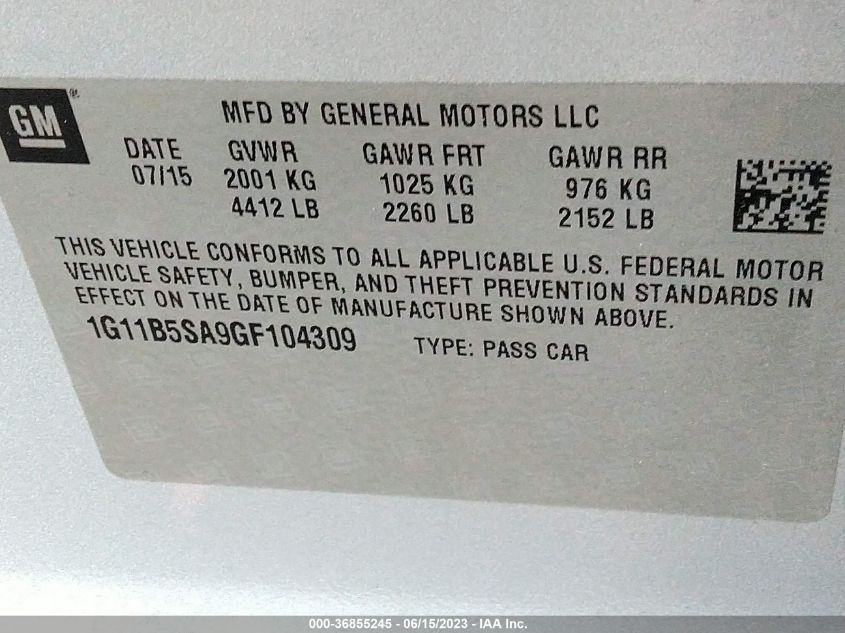 GM®
MFD BY GENERAL MOTORS LLC
DATE GVWR GAWR FRT GAWR RR
07/15 2001 KG 1025 KG 976 KG
4412 LB 2260 LB 2152 LB
THIS VEHICLE CONFORMS TO ALL APPLICABLE U.S. FEDERAL MOTOR
VEHICLE SAFETY, BUMPER, AND THEFT PREVENTION STANDARDS IN
EFFECT ON THE DATE OF MANUFACTURE SHOWN ABOVE.
1G11B5SA9GF104309 TYPE: PASS CAR
000-36855245 - 06/15/2023 - IAA Inc.